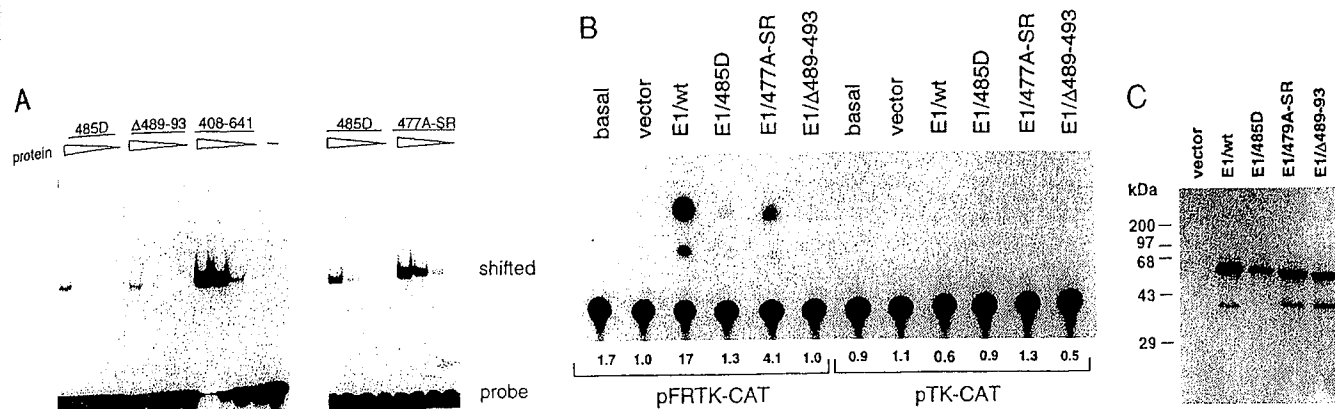 A
485D Δ489-93 408-641 –
protein
485D 477A-SR
shifted
probe
B
basal
vector
E1/wt
E1/485D
E1/477A-SR
E1/Δ489-493
basal
vector
E1/wt
E1/485D
E1/477A-SR
E1/Δ489-493
1.7 1.0 17 1.3 4.1 1.0 0.9 1.1 0.6 0.9 1.3 0.5
pFRTK-CAT pTK-CAT
C
vector
E1/wt
E1/485D
E1/479A-SR
E1/Δ489-93
kDa
200
97
68
43
29